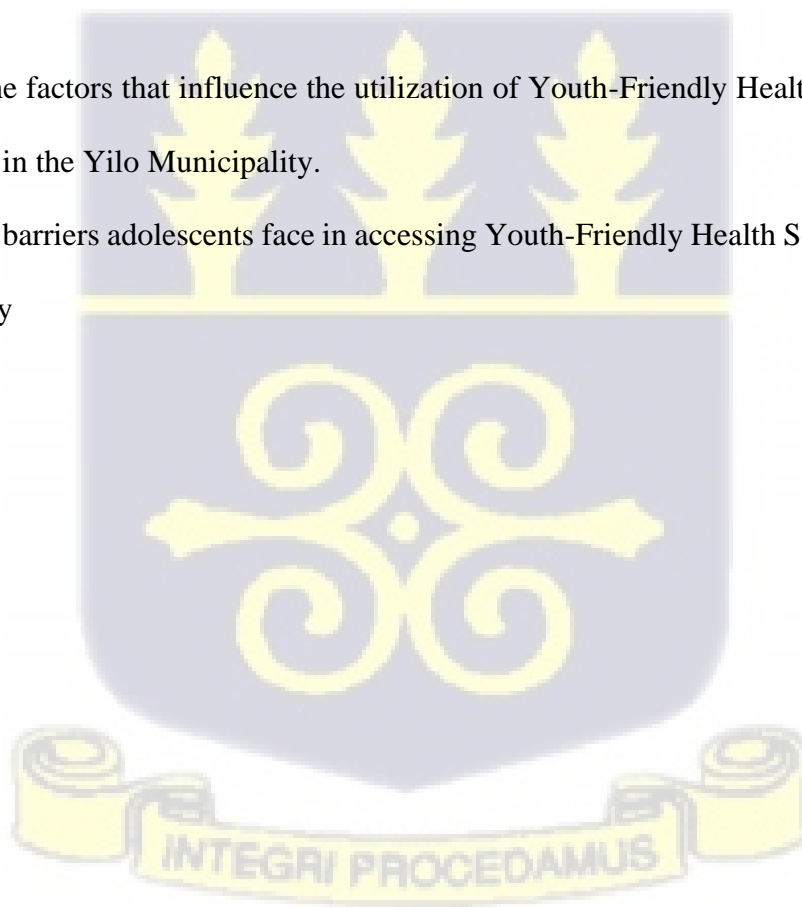 e factors that influence the utilization of Youth-Friendly Healt
in the Yilo Municipality.
barriers adolescents face in accessing Youth-Friendly Health S
y
INTEGRI PROCEDAMUS